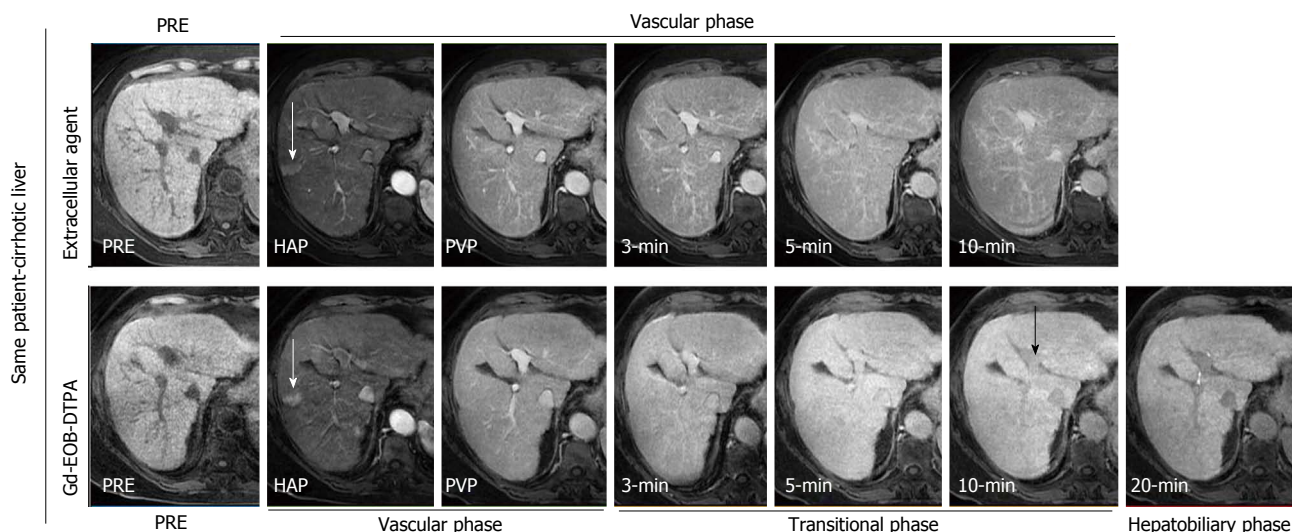 PRE
Vascular phase
Same patient-cirrhotic liver
Extracellular agent
PRE
HAP
PVP
3-min
5-min
10-min
Gd-EOB-DTPA
PRE
HAP
PVP
3-min
5-min
10-min
20-min
PRE
Vascular phase
Transitional phase
Hepatobiliary phase